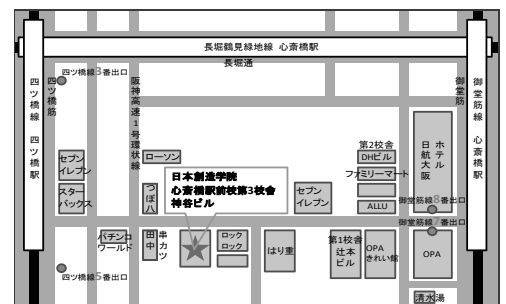 長堀鶴見緑地線 心斎橋駅
長堀通
四ツ橋線 四ツ橋駅
四ツ橋線3番出口
四ツ橋筋
阪神高速1号環状線
御堂筋
御堂筋線 心斎橋駅
セブン
イレブン
ローソン
スター
バックス
つぼ八
日本創造学院
心斎橋駅前校第3校舎
神谷ビル
セブン
イレブン
第2校舎
DHビル
ファミリーマート
ALLU
ホテル
日航大阪
御堂筋線8番出口
御堂筋線7番出口
パチンコ
ワールド
串カツ
田中
ロック
ロック
はり重
第1校舎
辻本
ビル
OPA
きれい館
OPA
四ツ橋線5番出口
清水湯